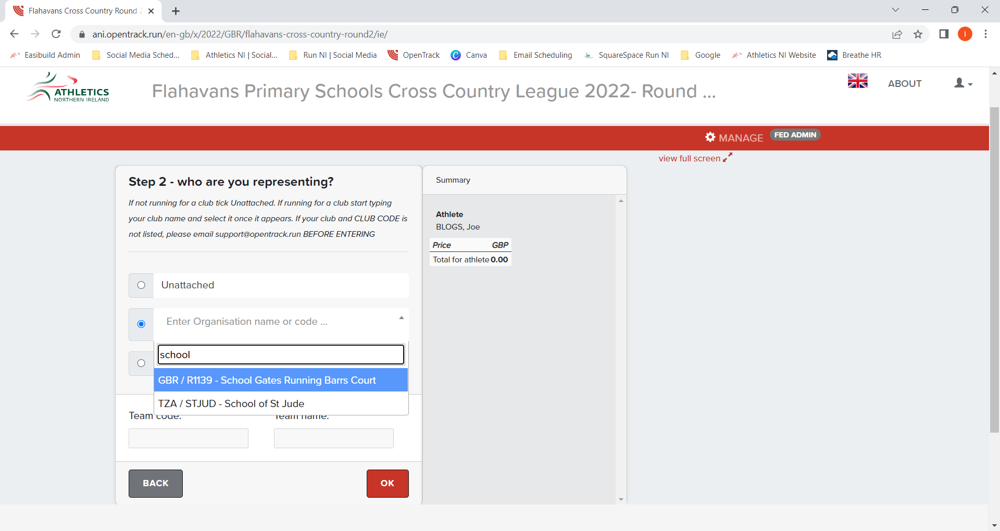 Flahavans Cross Country Round 2
ani.opentrack.run/en-gb/x/2022/GBR/flahavans-cross-country-round2/ie/
I
Easibuild Admin
Social Media Sched...
Athletics NI | Social...
Run NI | Social Media
OpenTrack
Canva
Email Scheduling
SquareSpace Run NI
Google
Athletics NI Website
Breathe HR
ATHLETICS
NORTHERN IRELAND
Flahavans Primary Schools Cross Country League 2022- Round ...
ABOUT
MANAGE
FED ADMIN
view full screen
Step 2 - who are you representing?
If not running for a club tick Unattached. If running for a club start typing
your club name and select it once it appears. If your club and CLUB CODE is
not listed, please email support@opentrack.run BEFORE ENTERING
Unattached
Enter Organisation name or code ...
school
GBR / R1139 - School Gates Running Barrs Court
TZA / STJUD - School of St Jude
Team code:
Team name:
BACK
OK
Summary
Athlete
BLOGS, Joe
Price GBP
Total for athlete 0.00